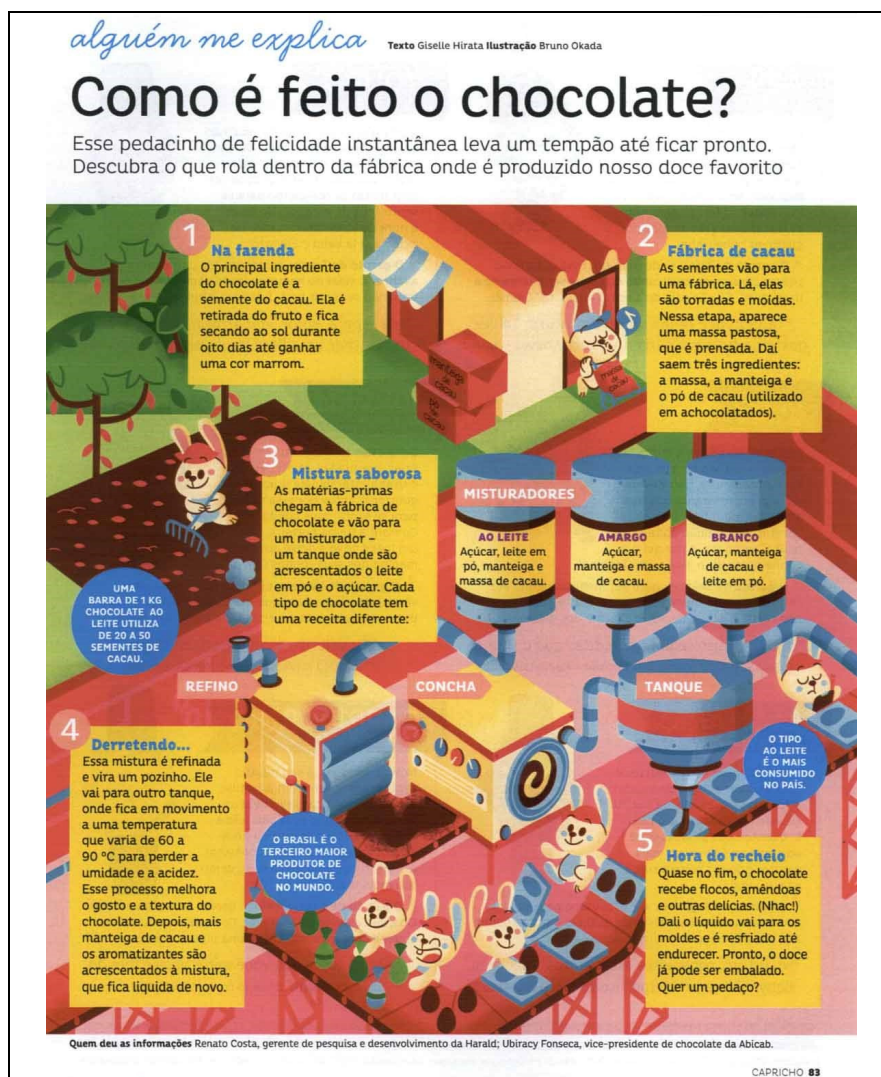 alguém me explica
Texto Giselle Hirata Ilustração Bruno Okada
Como é feito o chocolate?
Esse pedacinho de felicidade instantânea leva um tempão até ficar pronto.
Descubra o que rola dentro da fábrica onde é produzido nosso doce favorito
1
Na fazenda
O principal ingrediente
do chocolate é a
semente do cacau. Ela é
retirada do fruto e fica
secando ao sol durante
oito dias até ganhar
uma cor marrom.
2
Fábrica de cacau
As sementes vão para
uma fábrica. Lá, elas
são torradas e moídas.
Nessa etapa, aparece
uma massa pastosa,
que é prensada. Daí
saem três ingredientes:
a massa, a manteiga e
o pó de cacau (utilizado
em achocolatados).
manteiga
de
cacau
pó de
cacau
massa
de
cacau
3
Mistura saborosa
As matérias-primas
chegam à fábrica de
chocolate e vão para
um misturador –
um tanque onde são
acrescentados o leite
em pó e o açúcar. Cada
tipo de chocolate tem
uma receita diferente:
MISTURADORES
AO LEITE
Açúcar, leite em
pó, manteiga e
massa de cacau.
AMARGO
Açúcar,
manteiga e massa
de cacau.
BRANCO
Açúcar, manteiga
de cacau e
leite em pó.
UMA
BARRA DE 1 KG
CHOCOLATE AO
LEITE UTILIZA
DE 20 A 50
SEMENTES DE
CACAU.
REFINO
CONCHA
TANQUE
4
Derretendo...
Essa mistura é refinada
e vira um pozinho. Ele
vai para outro tanque,
onde fica em movimento
a uma temperatura
que varia de 60 a
90 °C para perder a
umidade e a acidez.
Esse processo melhora
o gosto e a textura do
chocolate. Depois, mais
manteiga de cacau e
os aromatizantes são
acrescentados à mistura,
que fica líquida de novo.
O BRASIL É O
TERCEIRO MAIOR
PRODUTOR DE
CHOCOLATE
NO MUNDO.
O TIPO
AO LEITE
É O MAIS
CONSUMIDO
NO PAÍS.
5
Hora do recheio
Quase no fim, o chocolate
recebe flocos, amêndoas
e outras delícias. (Nhac!)
Dali o líquido vai para os
moldes e é resfriado até
endurecer. Pronto, o doce
já pode ser embalado.
Quer um pedaço?
Quem deu as informações Renato Costa, gerente de pesquisa e desenvolvimento da Harald; Ubiracy Fonseca, vice-presidente de chocolate da Abicab.
CAPRICHO 83